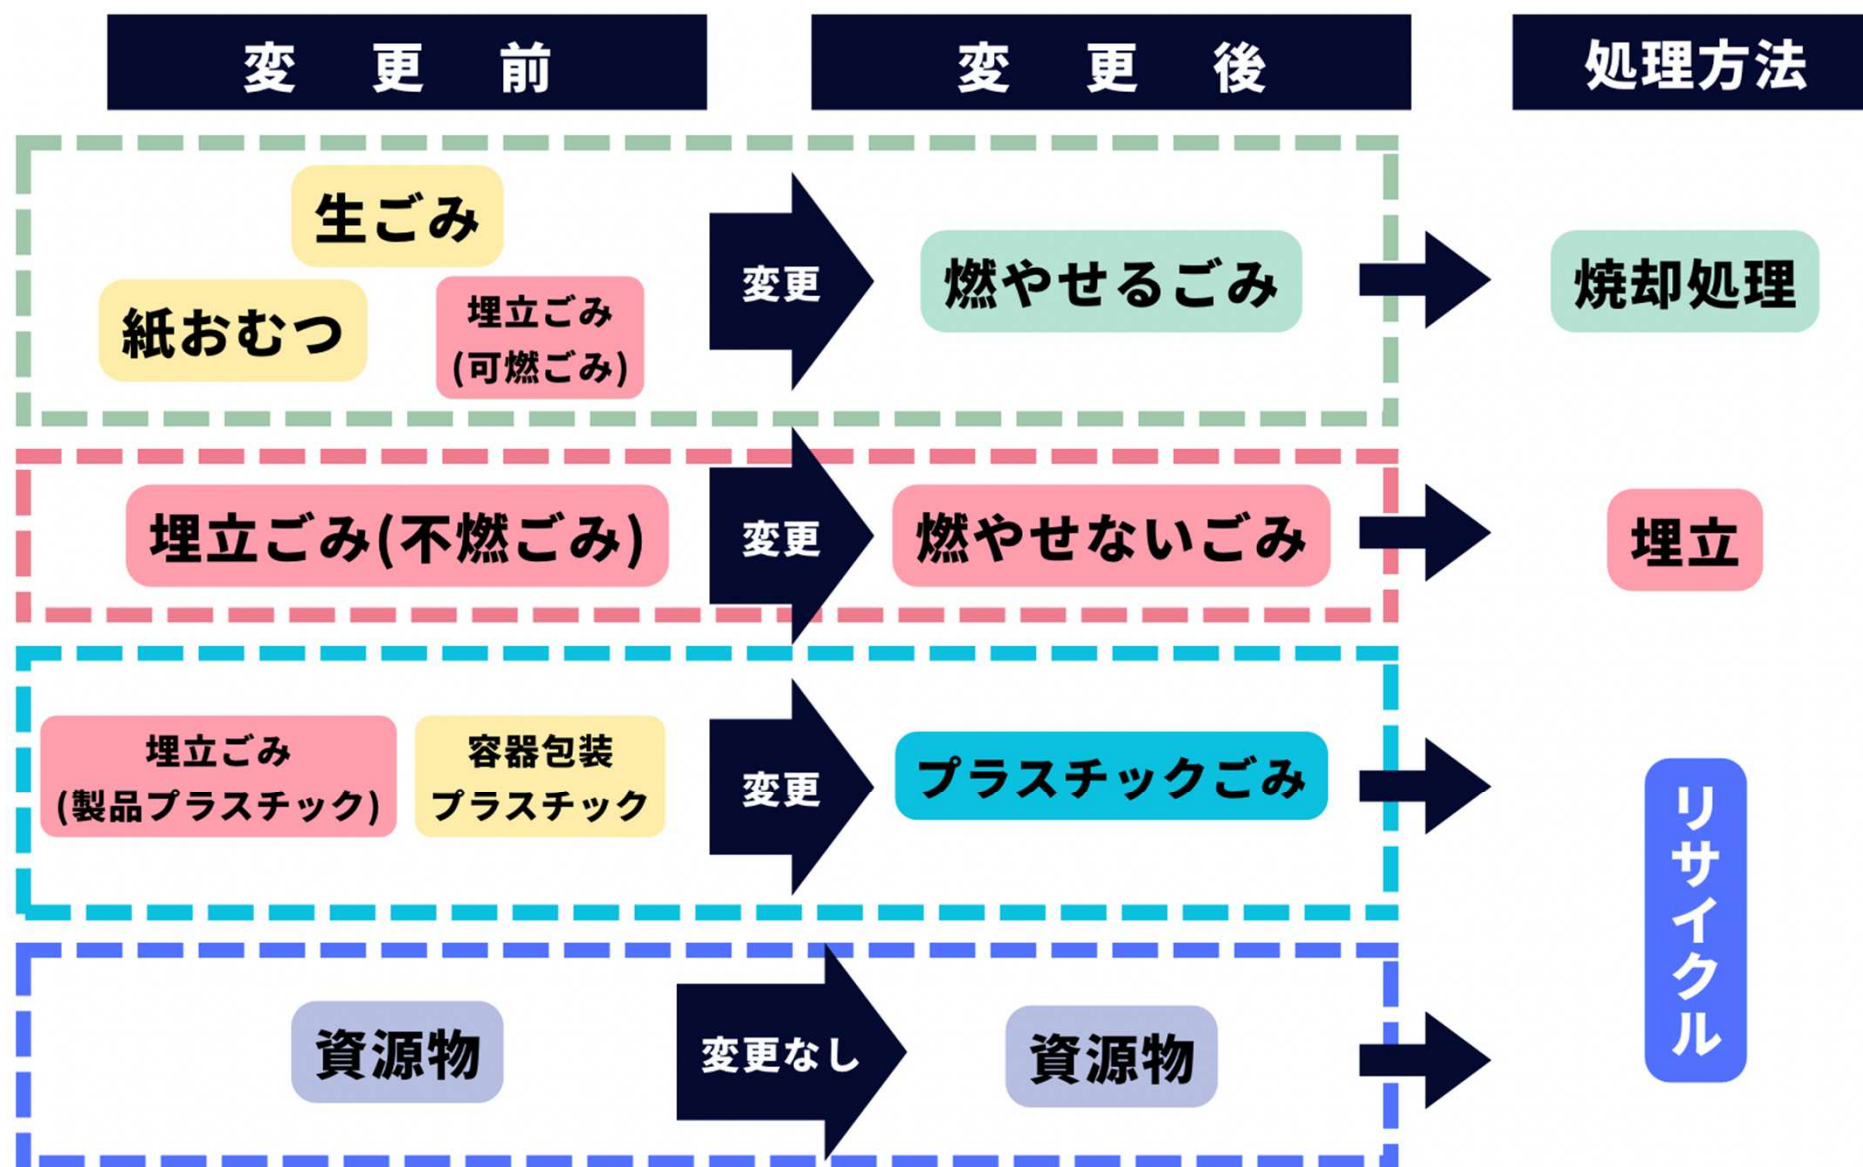 変更前
変更後
処理方法
生ごみ
紙おむつ
埋立ごみ
(可燃ごみ)
変更
燃やせるごみ
焼却処理
埋立ごみ(不燃ごみ)
変更
燃やせないごみ
埋立
埋立ごみ
(製品プラスチック)
容器包装
プラスチック
変更
プラスチックごみ
リサイクル
資源物
変更なし
資源物